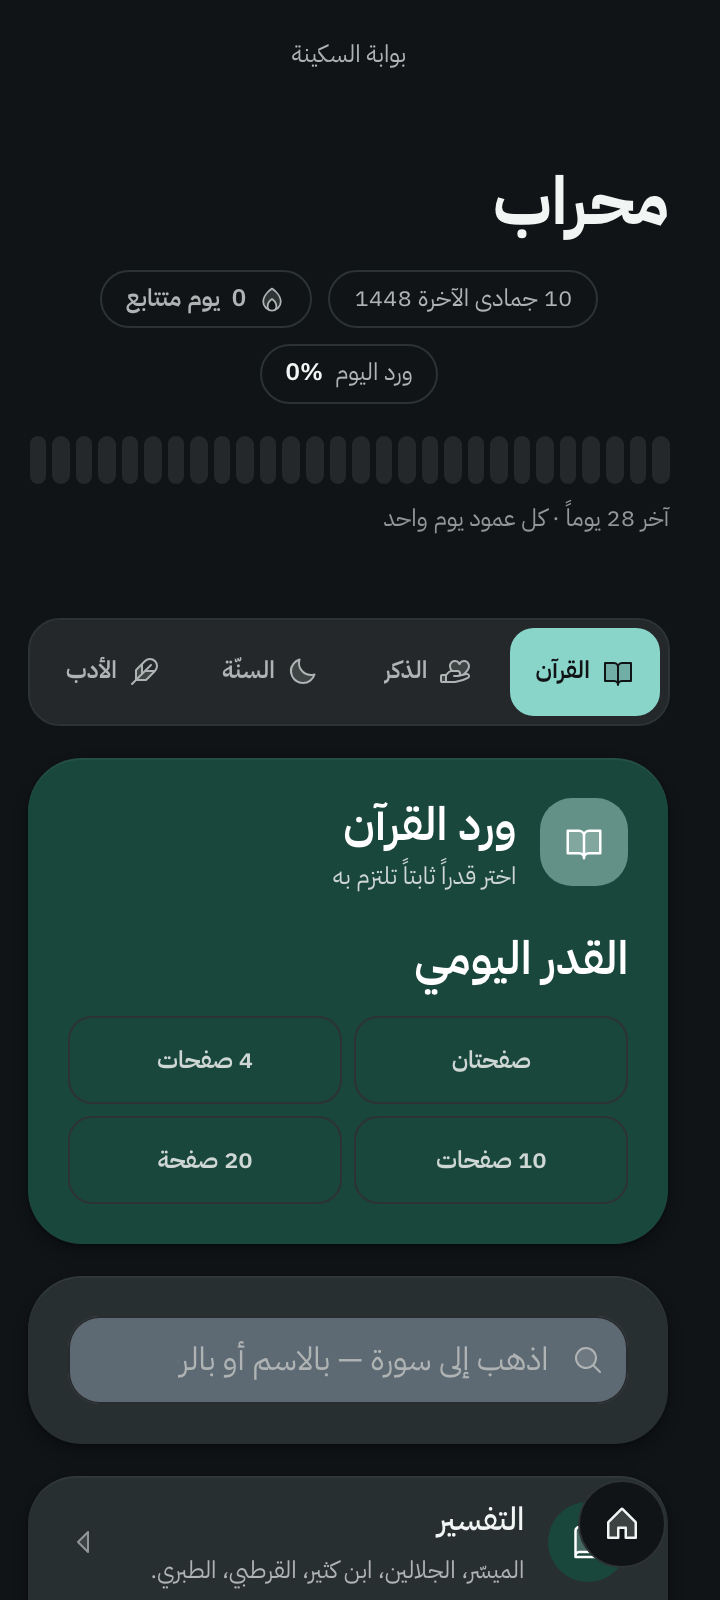 بوابة السكينة
محراب
10 جمادى الآخرة 1448
0 يوم متتابع
ورد اليوم 0%
آخر 28 يوماً · كل عمود يوم واحد
القرآن
الذكر
السنّة
الأدب
ورد القرآن
اختر قدراً ثابتاً تلتزم به
القدر اليومي
صفحتان
4 صفحات
10 صفحات
20 صفحة
اذهب إلى سورة — بالاسم أو بالر
التفسير
الميسّر، الجلالين، ابن كثير، القرطبي، الطبري.